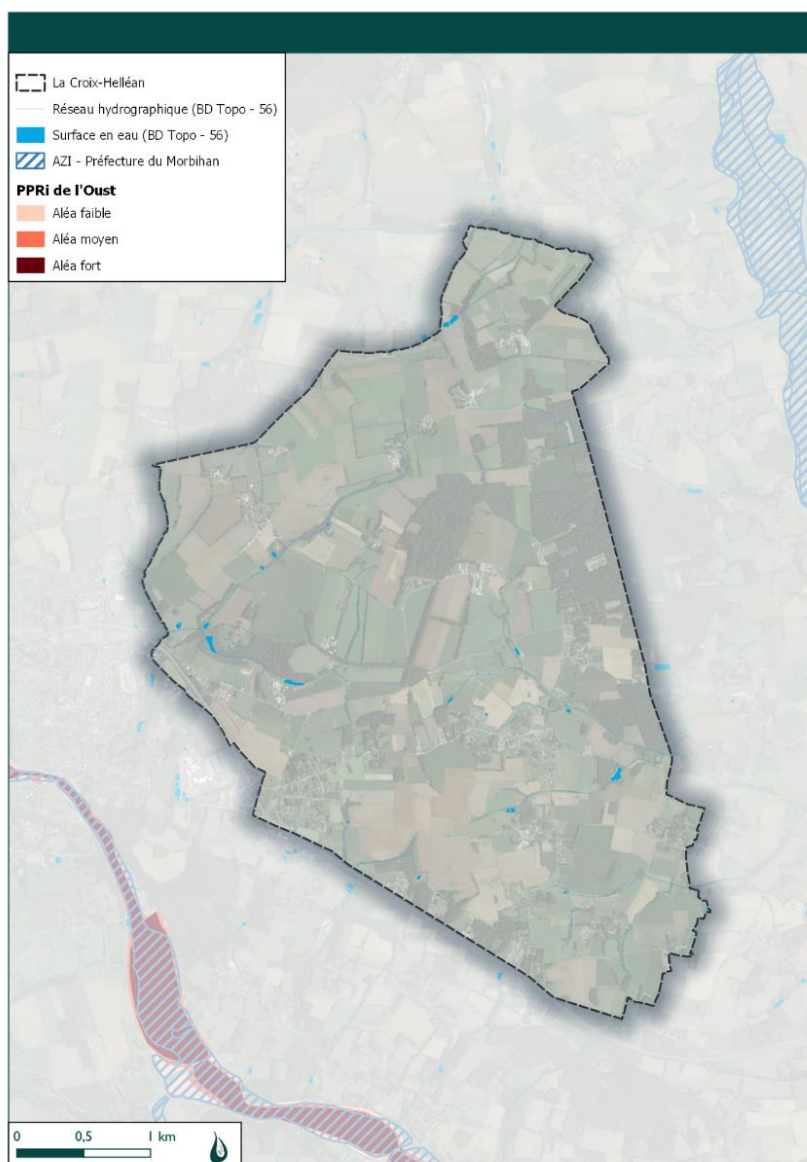 La Croix-Helléan
Réseau hydrographique (BD Topo - 56)
Surface en eau (BD Topo - 56)
AZI - Préfecture du Morbihan
PPRi de l'Oust
Aléa faible
Aléa moyen
Aléa fort
0 0,5 1 km